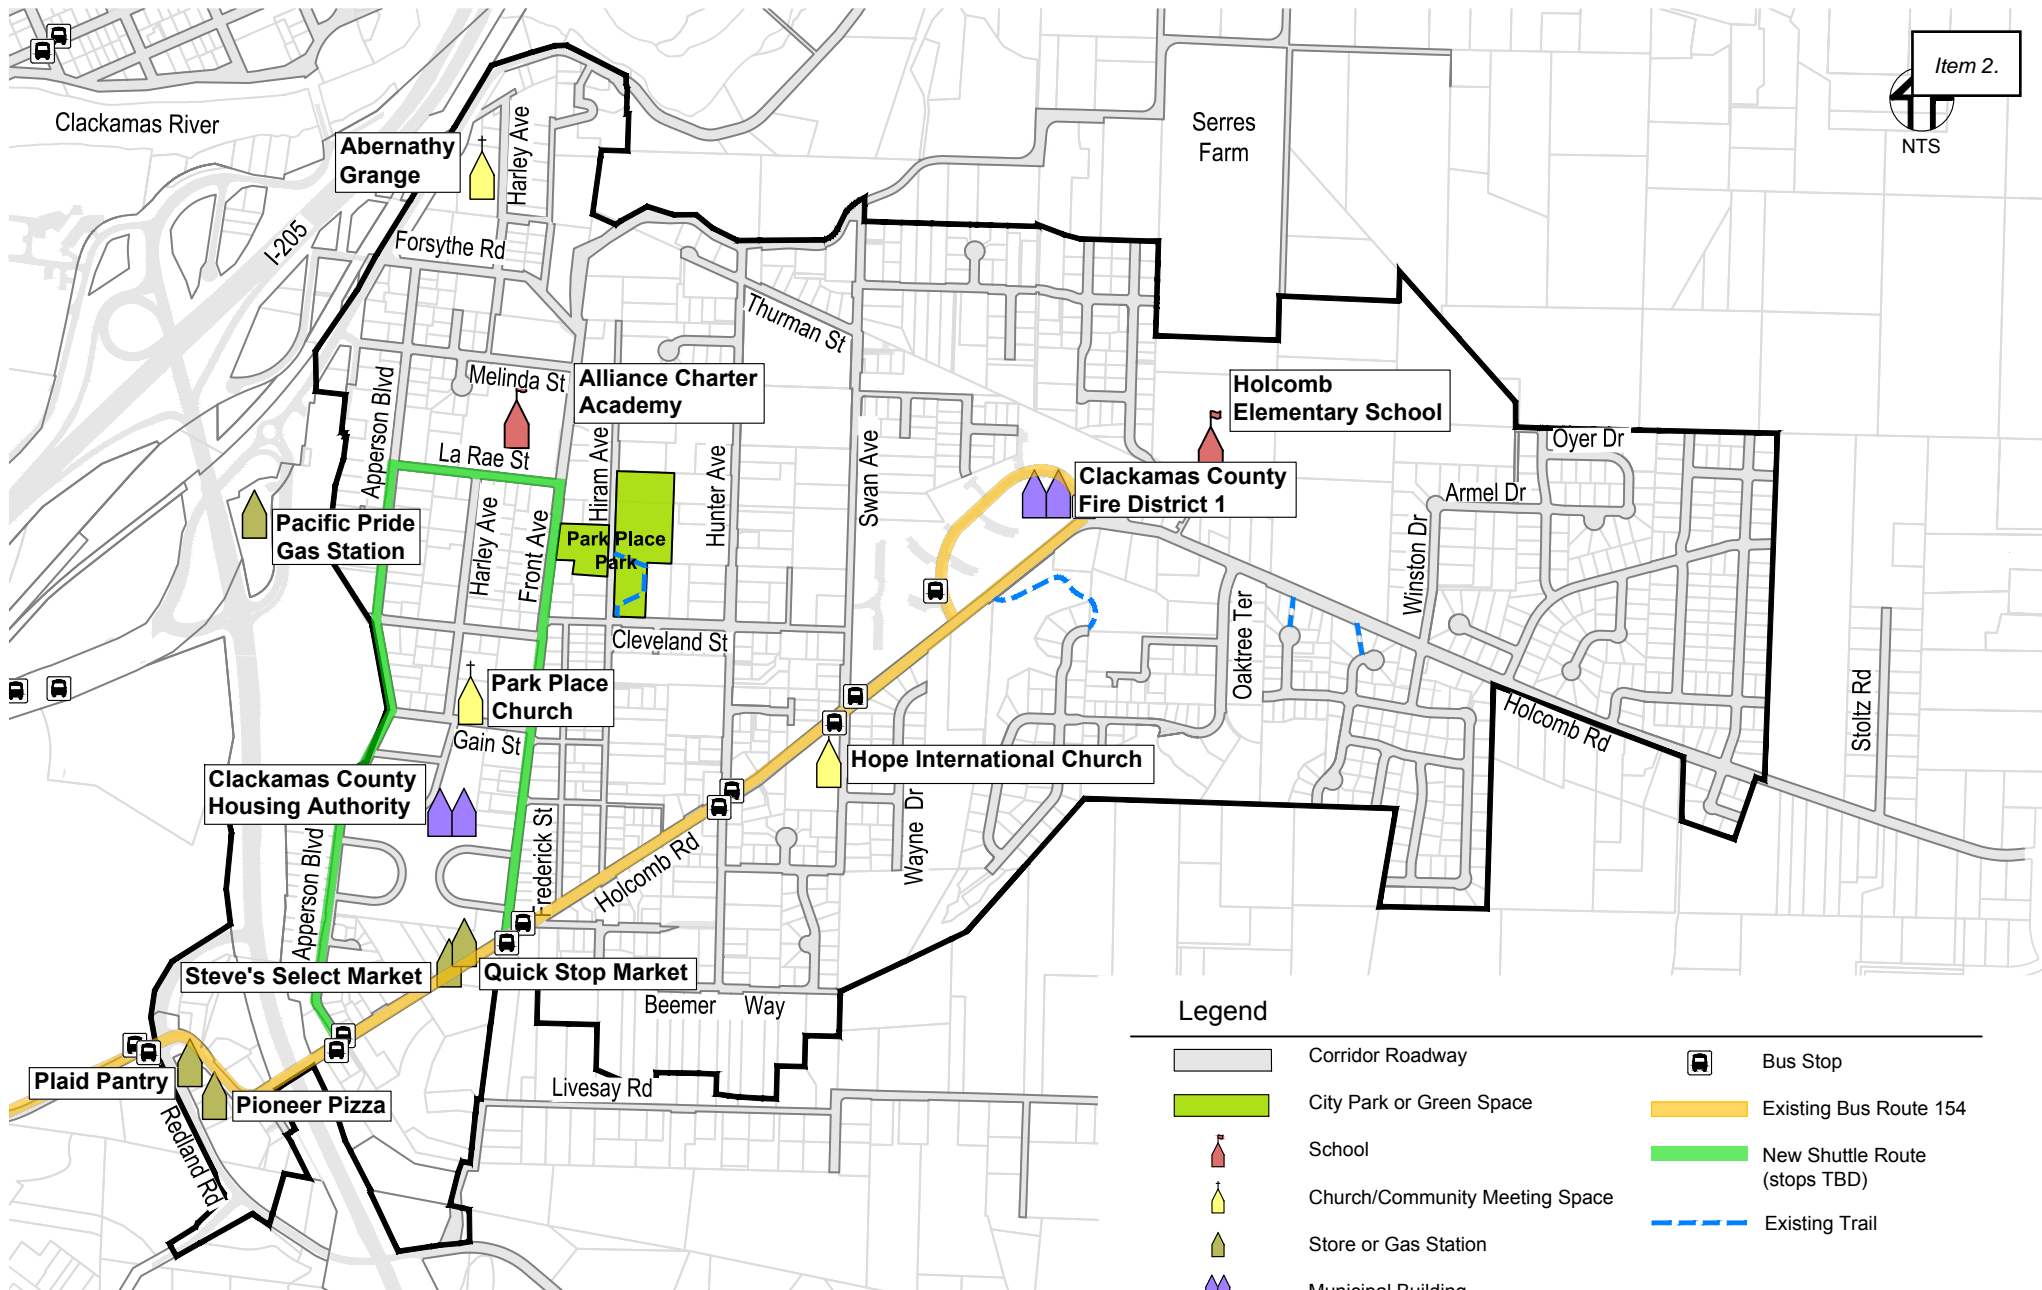 Item 2.
NTS
Clackamas River
Abernathy
Grange
Harley Ave
Serres
Farm
I-205
Forsythe Rd
Thurman St
Melinda St
Apperson Blvd
Alliance Charter
Academy
Holcomb
Elementary School
La Rae St
Hiram Ave
Hunter Ave
Swan Ave
Oyer Dr
Armel Dr
Clackamas County
Fire District 1
Pacific Pride
Gas Station
Harley Ave
Front Ave
Park Place
Park
Winston Dr
Oaktree Ter
Cleveland St
Park Place
Church
Gain St
Stoltz Rd
Holcomb Rd
Hope International Church
Clackamas County
Housing Authority
Wayne Dr
Frederick St
Holcomb Rd
Apperson Blvd
Steve's Select Market
Quick Stop Market
Beemer Way
Livesay Rd
Plaid Pantry
Pioneer Pizza
Redland Rd
Legend
Corridor Roadway
City Park or Green Space
School
Church/Community Meeting Space
Store or Gas Station
Municipal Building
Bus Stop
Existing Bus Route 154
New Shuttle Route
(stops TBD)
Existing Trail